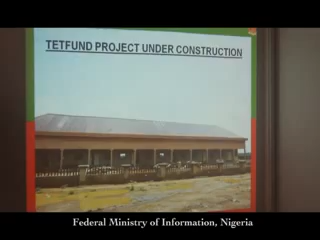 TETFUND PROJECT UNDER CONSTRUCTION
Federal Ministry of Information, Nigeria